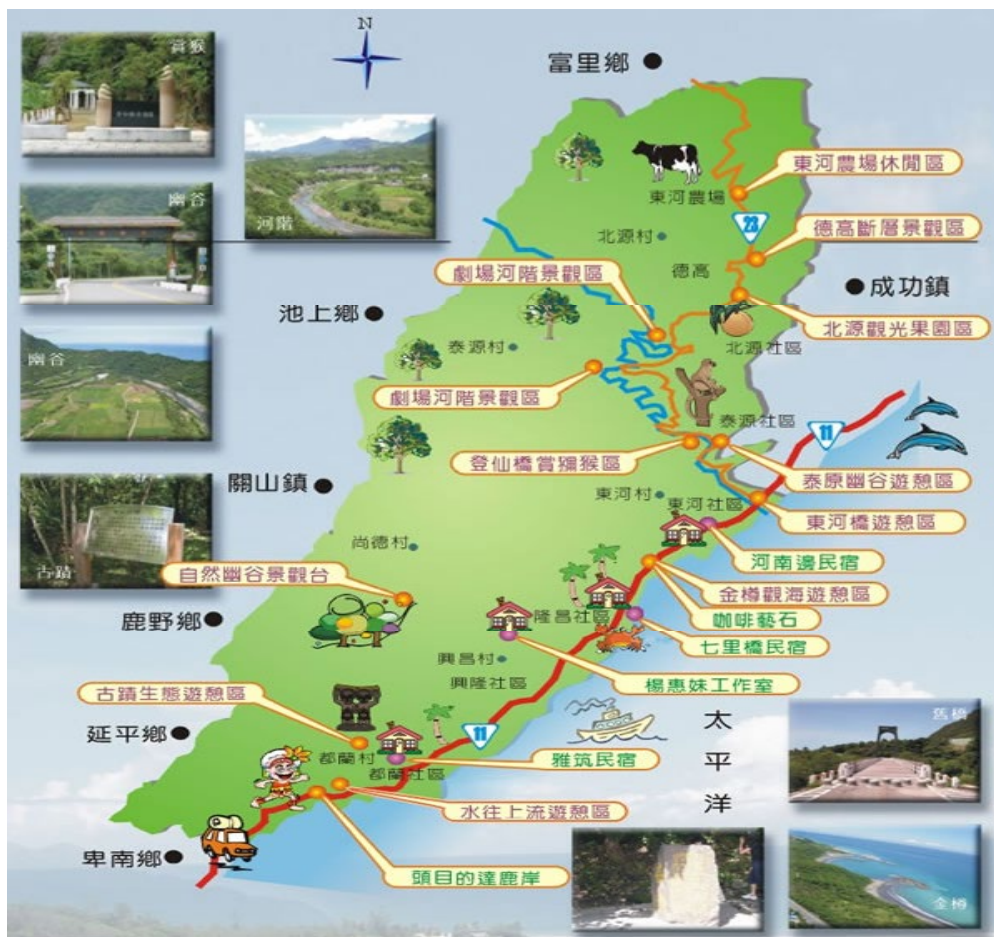 N
富里鄉
賞猴
河階
幽谷
幽谷
古蹟
東河農場休閒區
東河農場
23
德高斷層景觀區
北源村
德高
劇場河階景觀區
成功鎮
池上鄉
北源觀光果園區
北源社區
泰源村
劇場河階景觀區
泰源社區
11
登仙橋賞獼猴區
泰原幽谷遊憩區
關山鎮
東河村
東河社區
東河橋遊憩區
尚德村
河南邊民宿
自然幽谷景觀台
金樽觀海遊憩區
鹿野鄉
隆昌社區
咖啡藝石
七里橋民宿
興昌村
興隆社區
楊惠妹工作室
古蹟生態遊憩區
延平鄉
11
太平洋
舊橋
都蘭村
都蘭社區
雅筑民宿
水往上流遊憩區
卑南鄉
頭目的達鹿岸
金樽